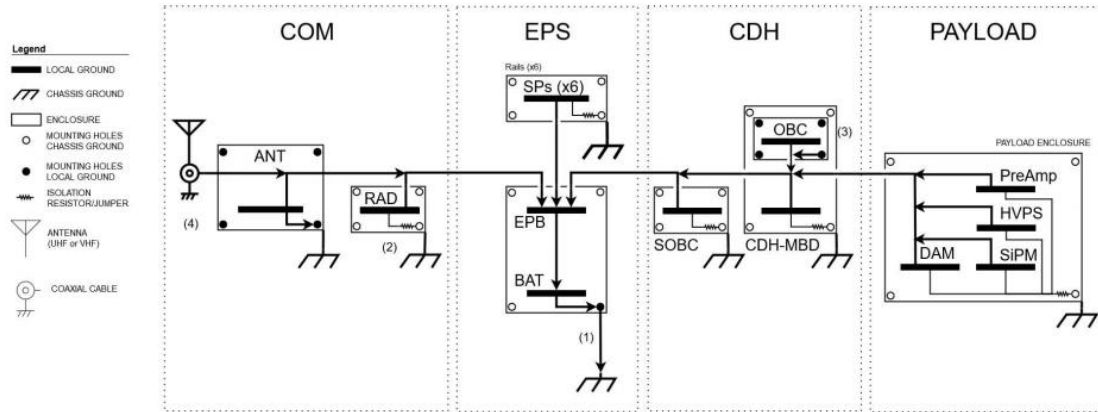 COM
EPS
CDH
PAYLOAD
Legend
LOCAL GROUND
CHASSIS GROUND
ENCLOSURE
MOUNTING HOLES
CHASSIS GROUND
MOUNTING HOLES
LOCAL GROUND
ISOLATION
RESISTOR/JUMPER
ANTENNA
(UHF or VHF)
COAXIAL CABLE
ANT
(4)
RAD
(2)
Rails (x6)
SPs (x6)
EPB
BAT
(1)
SOBC
OBC
(3)
CDH-MBD
PAYLOAD ENCLOSURE
PreAmp
HVPS
DAM
SiPM